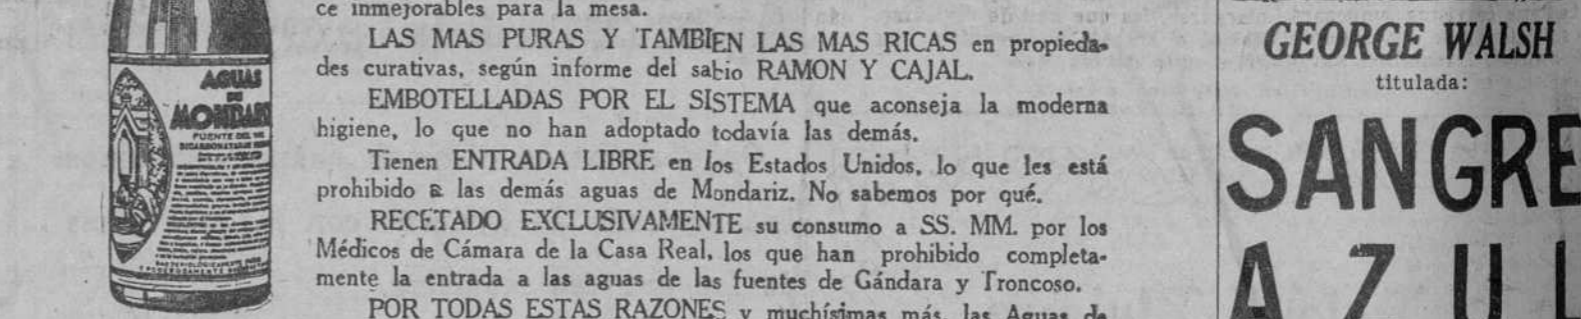 AGUAS
DE
MONDARIZ
FUENTE DEL VAL
ce inmejorables para la mesa.
LAS MAS PURAS Y TAMBIEN LAS MAS RICAS en propieda-
des curativas, según informe del sabio RAMON Y CAJAL.
EMBOTELLADAS POR EL SISTEMA que aconseja la moderna
higiene, lo que no han adoptado todavía las demás.
Tienen ENTRADA LIBRE en los Estados Unidos, lo que les está
prohibido a las demás aguas de Mondariz. No sabemos por qué.
RECETADO EXCLUSIVAMENTE su consumo a SS. MM. por los
Médicos de Cámara de la Casa Real, los que han prohibido completa-
mente la entrada a las aguas de las fuentes de Gándara y Troncoso.
POR TODAS ESTAS RAZONES y muchísimas más, las Aguas de
GEORGE WALSH
titulada:
SANGRE
AZUL